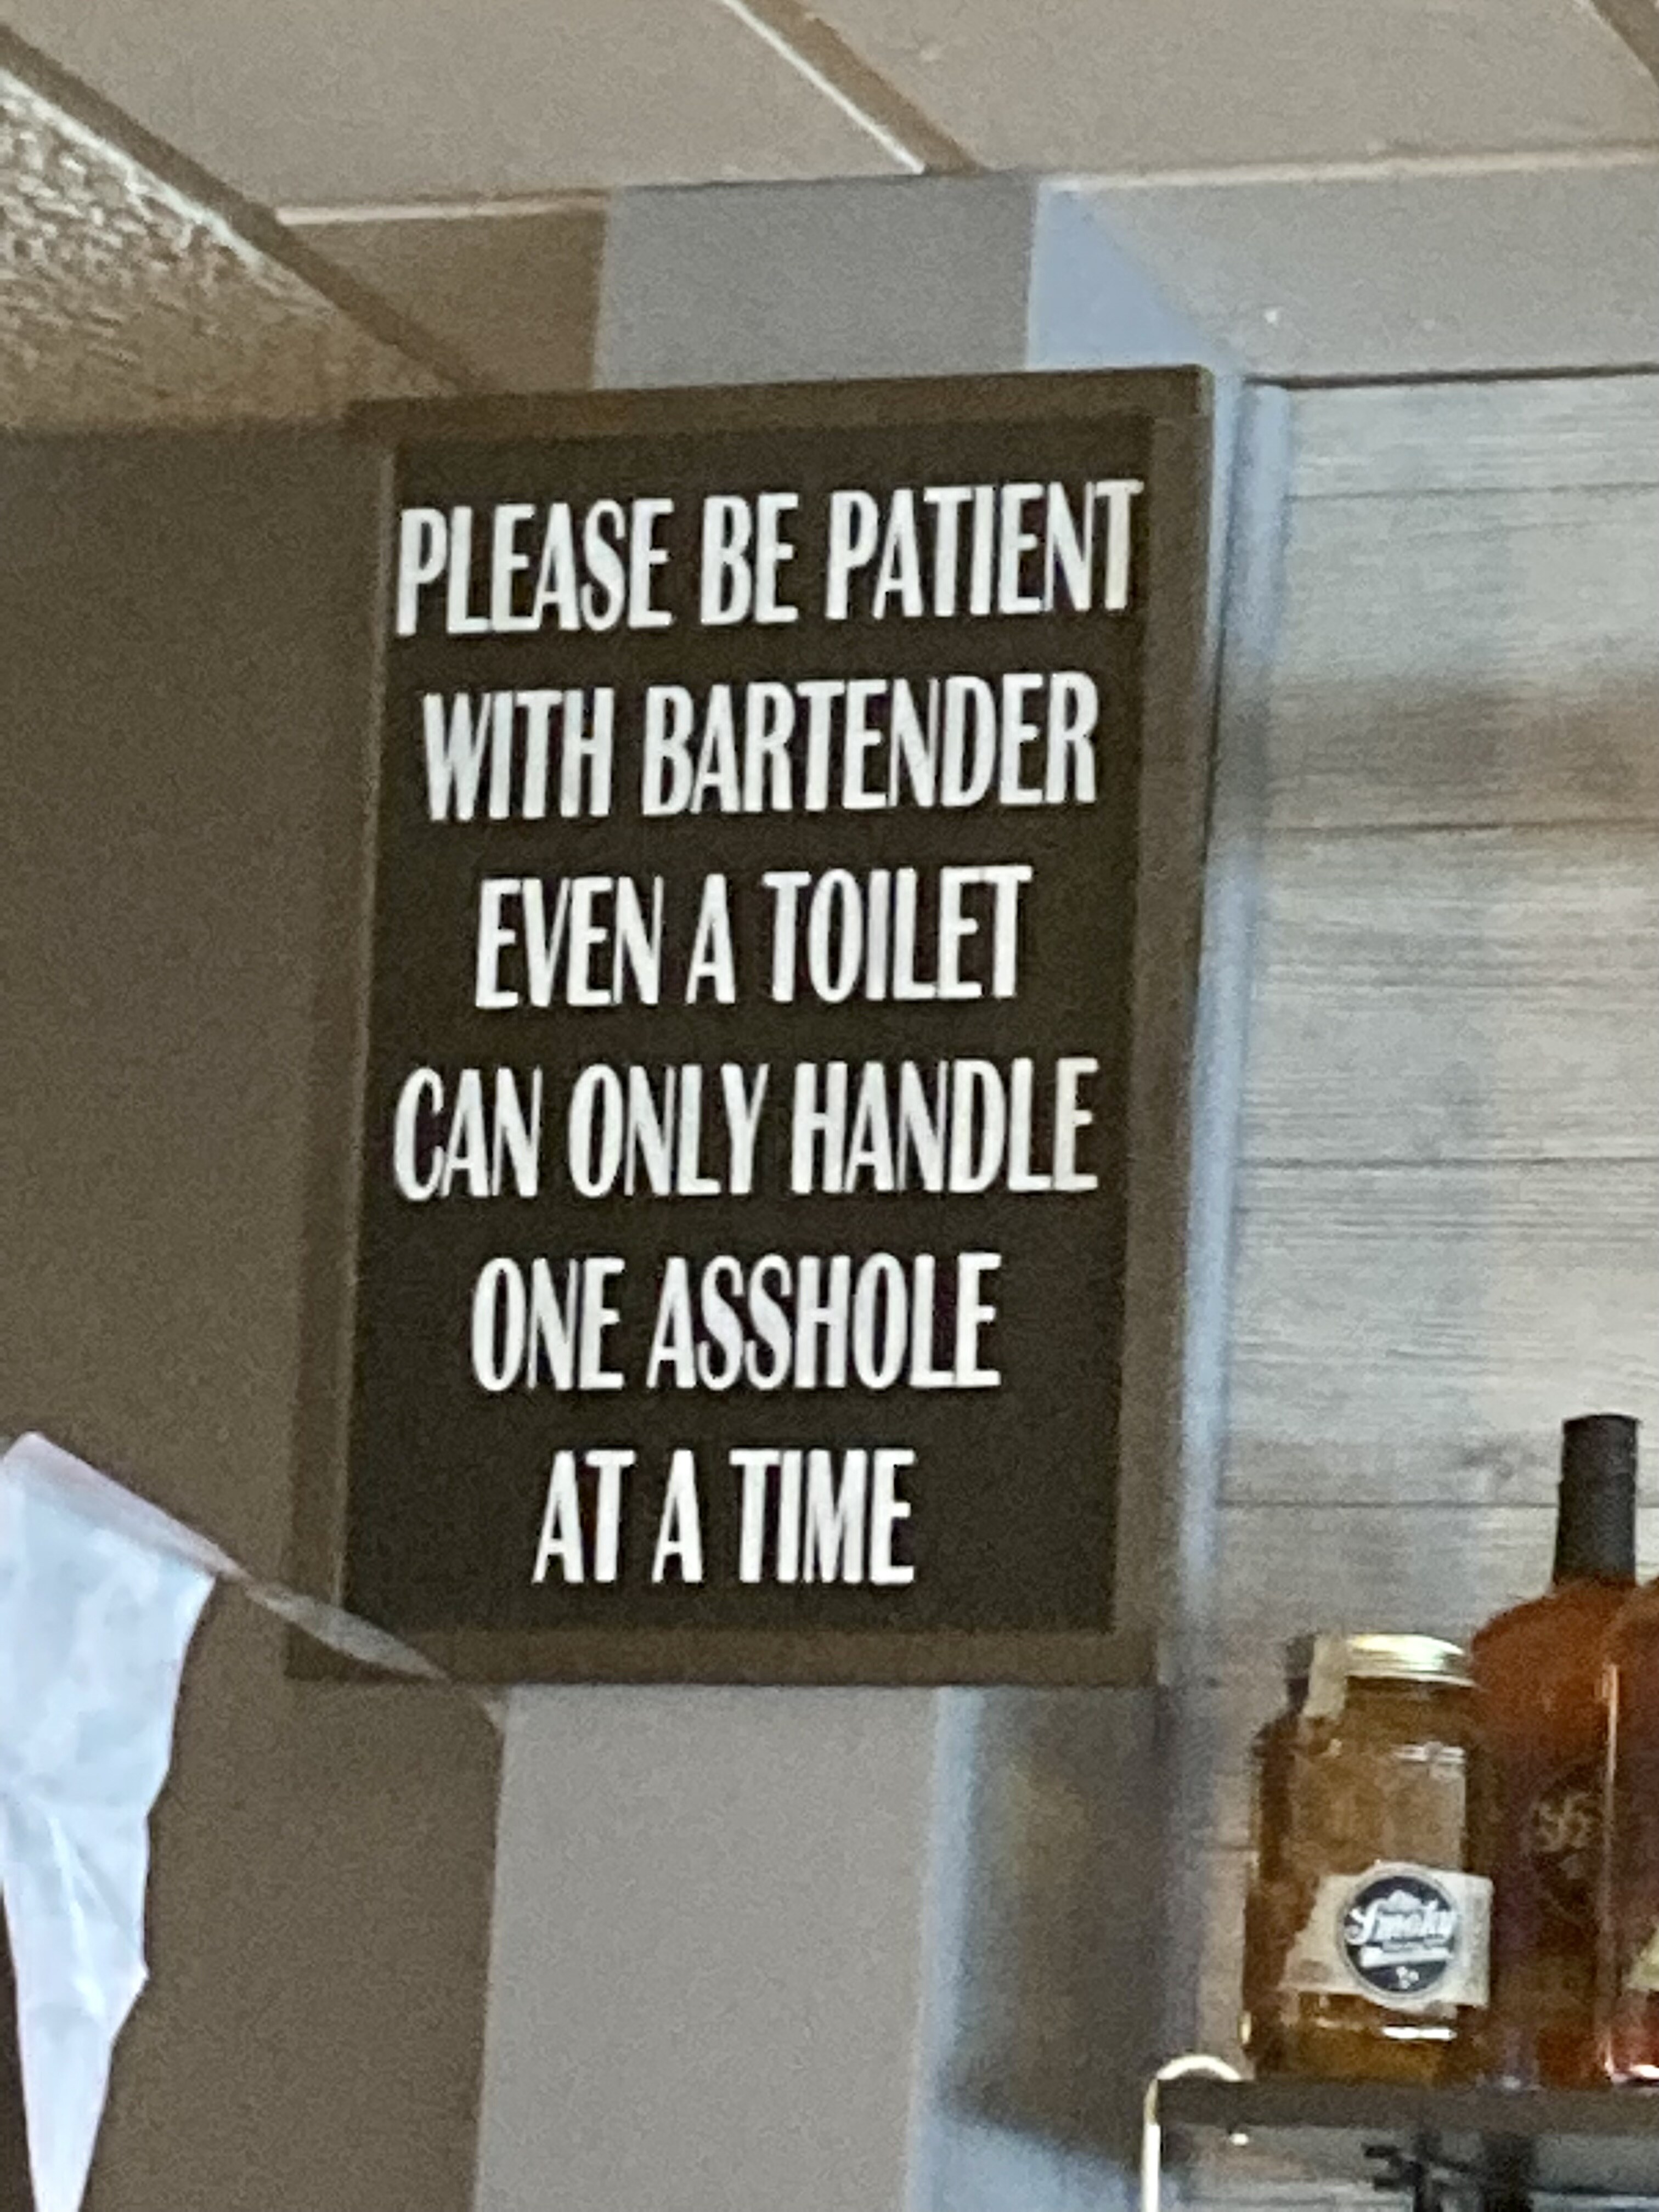 PLEASE BE PATIENT
WITH BARTENDER
EVEN A TOILET
CAN ONLY HANDLE
ONE ASSHOLE
AT A TIME
Smoky